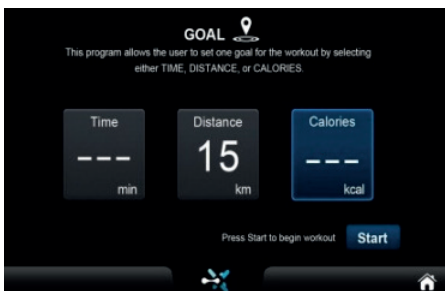 GOAL
This program allows the user to set one goal for the workout by selecting
either TIME, DISTANCE, or CALORIES.
Time Distance Calories
--- 15 ---
min km kcal
Press Start to begin workout Start